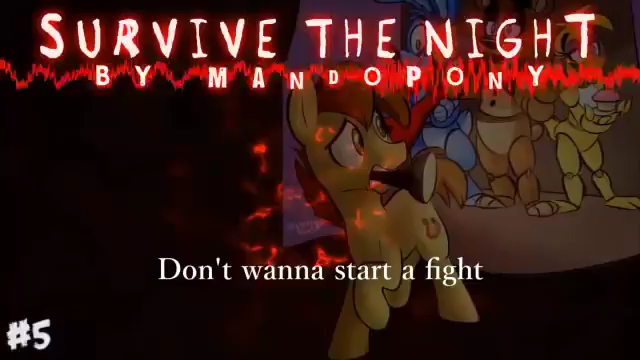 SURVIVE THE NIGHT
BY MANDOPONY
Don't wanna start a fight
#5